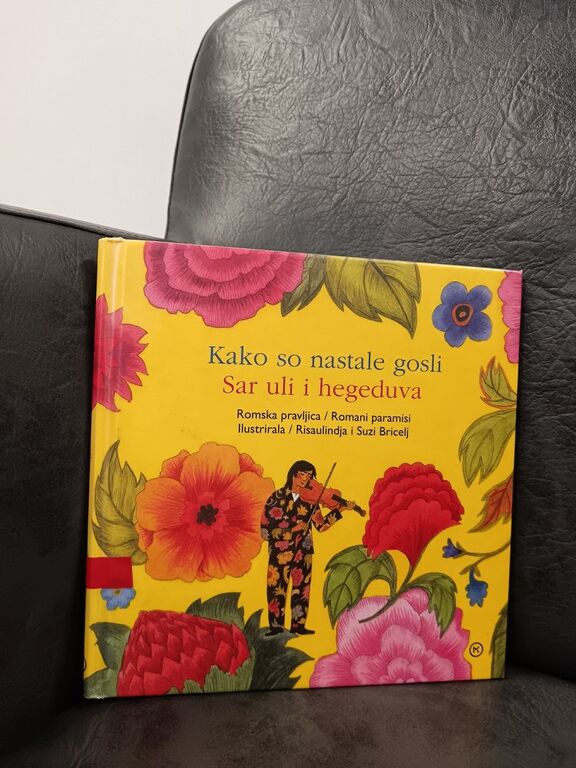 Kako so nastale gosli
Sar uli i hegeduva
Romska pravljica / Romani paramisi
Ilustrirala / Risaulindja i Suzi Bricelj